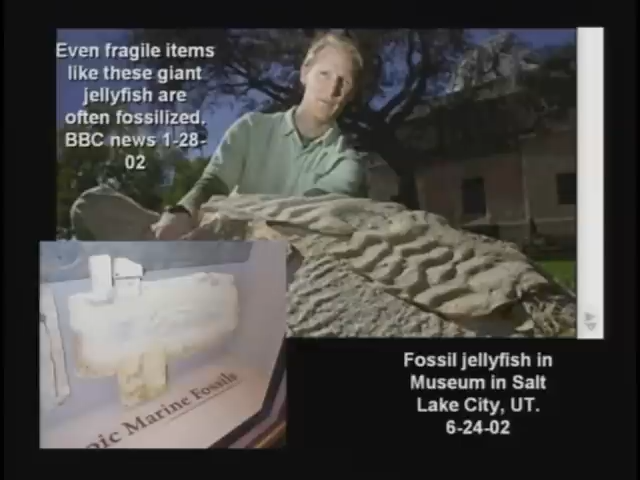 Even fragile items
like these giant
jellyfish are
often fossilized.
BBC news 1-28-
02
oic Marine Fossils
Fossil jellyfish in
Museum in Salt
Lake City, UT.
6-24-02